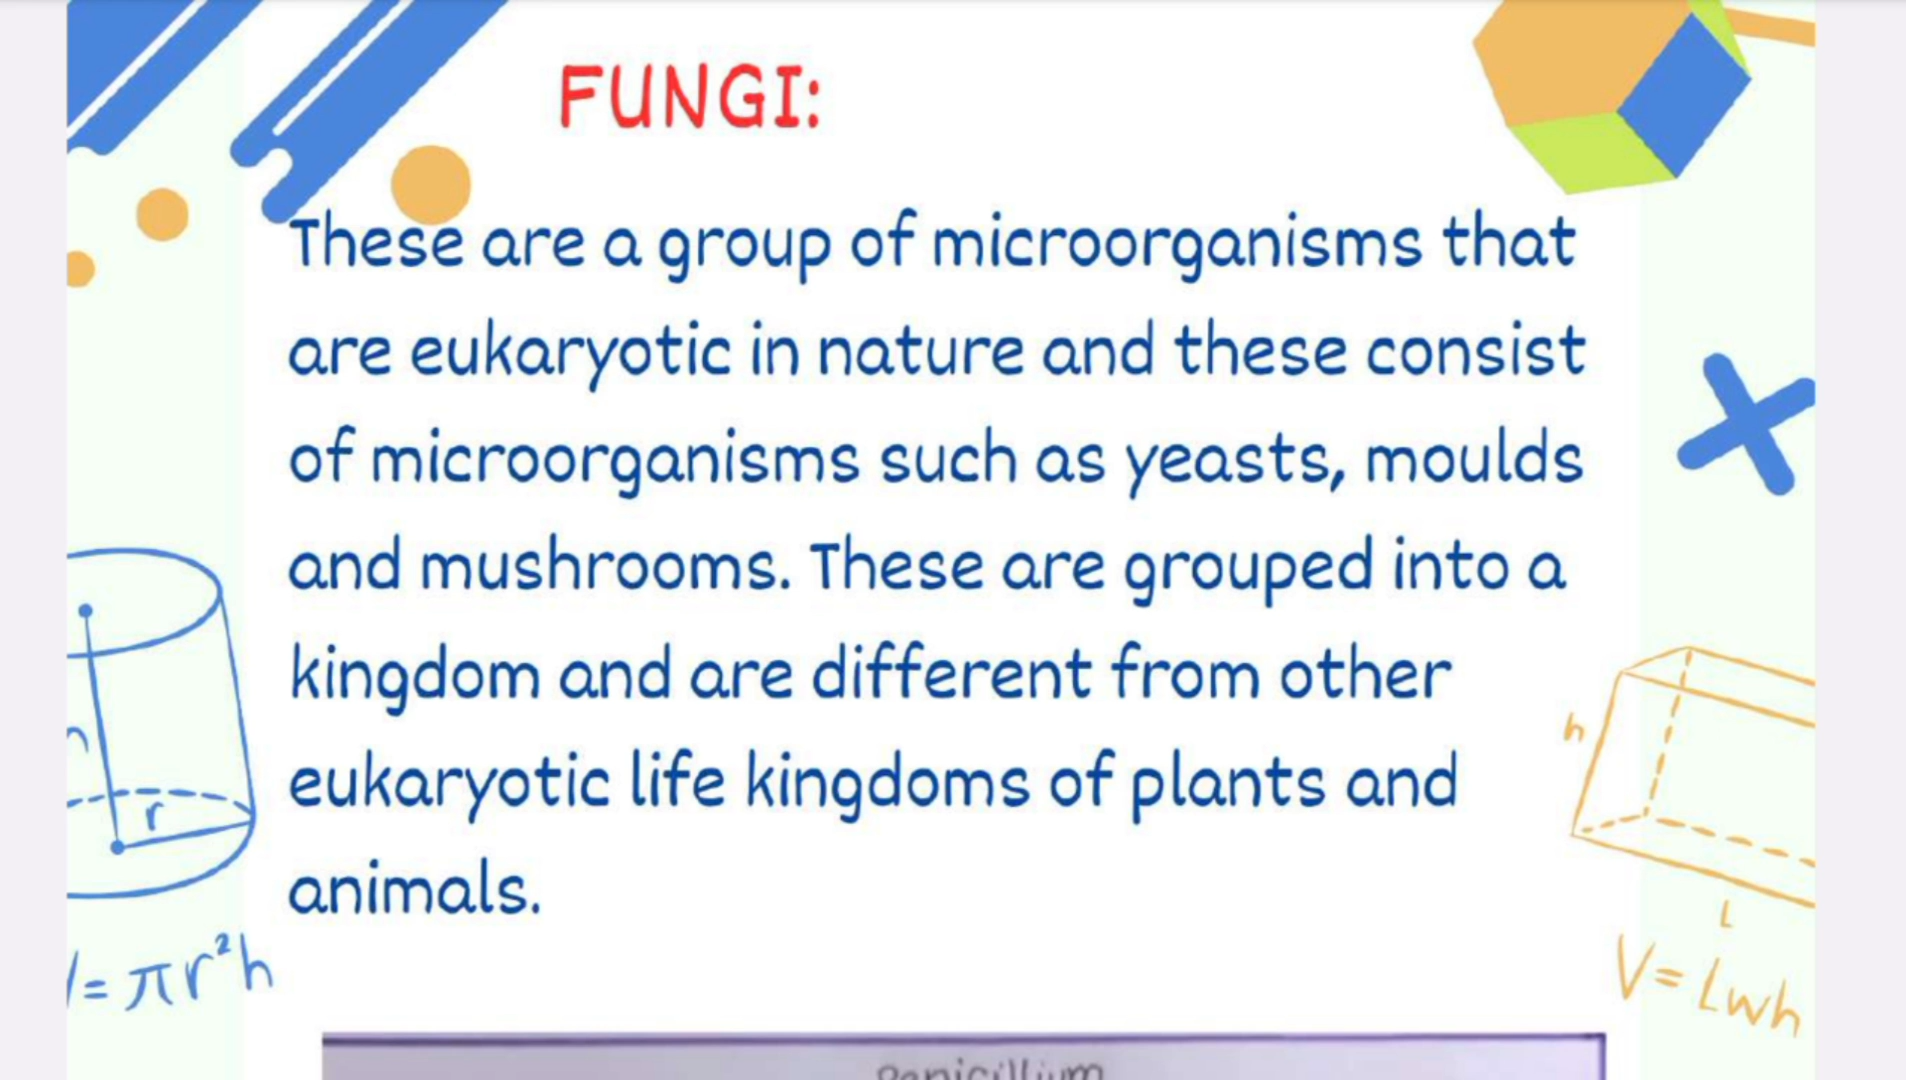 FUNGI:
These are a group of microorganisms that
are eukaryotic in nature and these consist
of microorganisms such as yeasts, moulds
and mushrooms. These are grouped into a
kingdom and are different from other
eukaryotic life kingdoms of plants and
animals.
h
r
= πr²h
h
L
V= Lwh
Penicillium